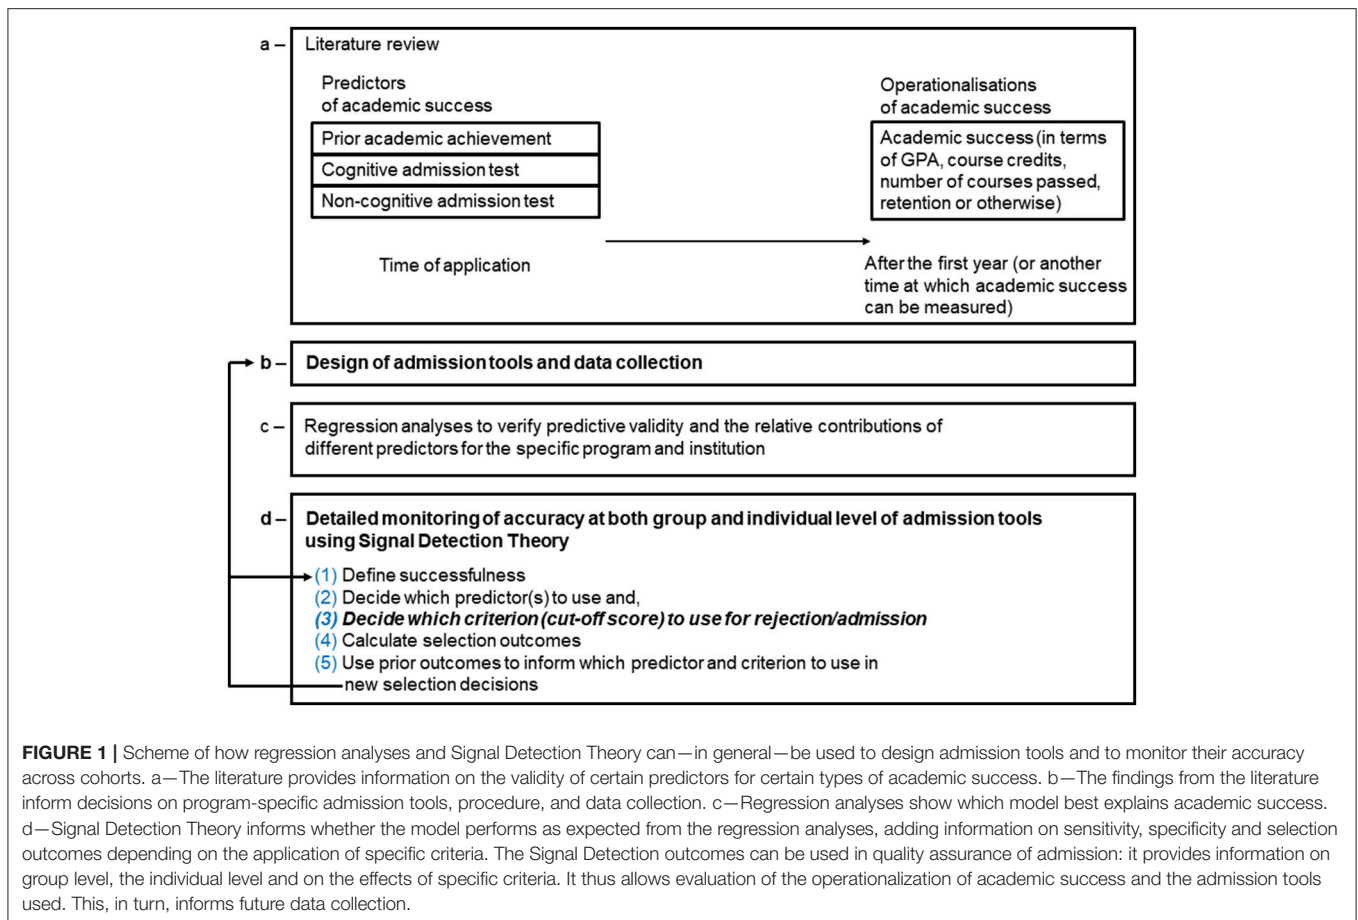 a – Literature review
Predictors
of academic success
Prior academic achievement
Cognitive admission test
Non-cognitive admission test
Time of application
Operationalisations
of academic success
Academic success (in terms
of GPA, course credits,
number of courses passed,
retention or otherwise)
After the first year (or another
time at which academic success
can be measured)
b – Design of admission tools and data collection
c – Regression analyses to verify predictive validity and the relative contributions of
different predictors for the specific program and institution
d – Detailed monitoring of accuracy at both group and individual level of admission tools
using Signal Detection Theory
(1) Define successfulness
(2) Decide which predictor(s) to use and,
(3) Decide which criterion (cut-off score) to use for rejection/admission
(4) Calculate selection outcomes
(5) Use prior outcomes to inform which predictor and criterion to use in
new selection decisions
FIGURE 1 | Scheme of how regression analyses and Signal Detection Theory can—in general—be used to design admission tools and to monitor their accuracy
across cohorts. a—The literature provides information on the validity of certain predictors for certain types of academic success. b—The findings from the literature
inform decisions on program-specific admission tools, procedure, and data collection. c—Regression analyses show which model best explains academic success.
d—Signal Detection Theory informs whether the model performs as expected from the regression analyses, adding information on sensitivity, specificity and selection
outcomes depending on the application of specific criteria. The Signal Detection outcomes can be used in quality assurance of admission: it provides information on
group level, the individual level and on the effects of specific criteria. It thus allows evaluation of the operationalization of academic success and the admission tools
used. This, in turn, informs future data collection.